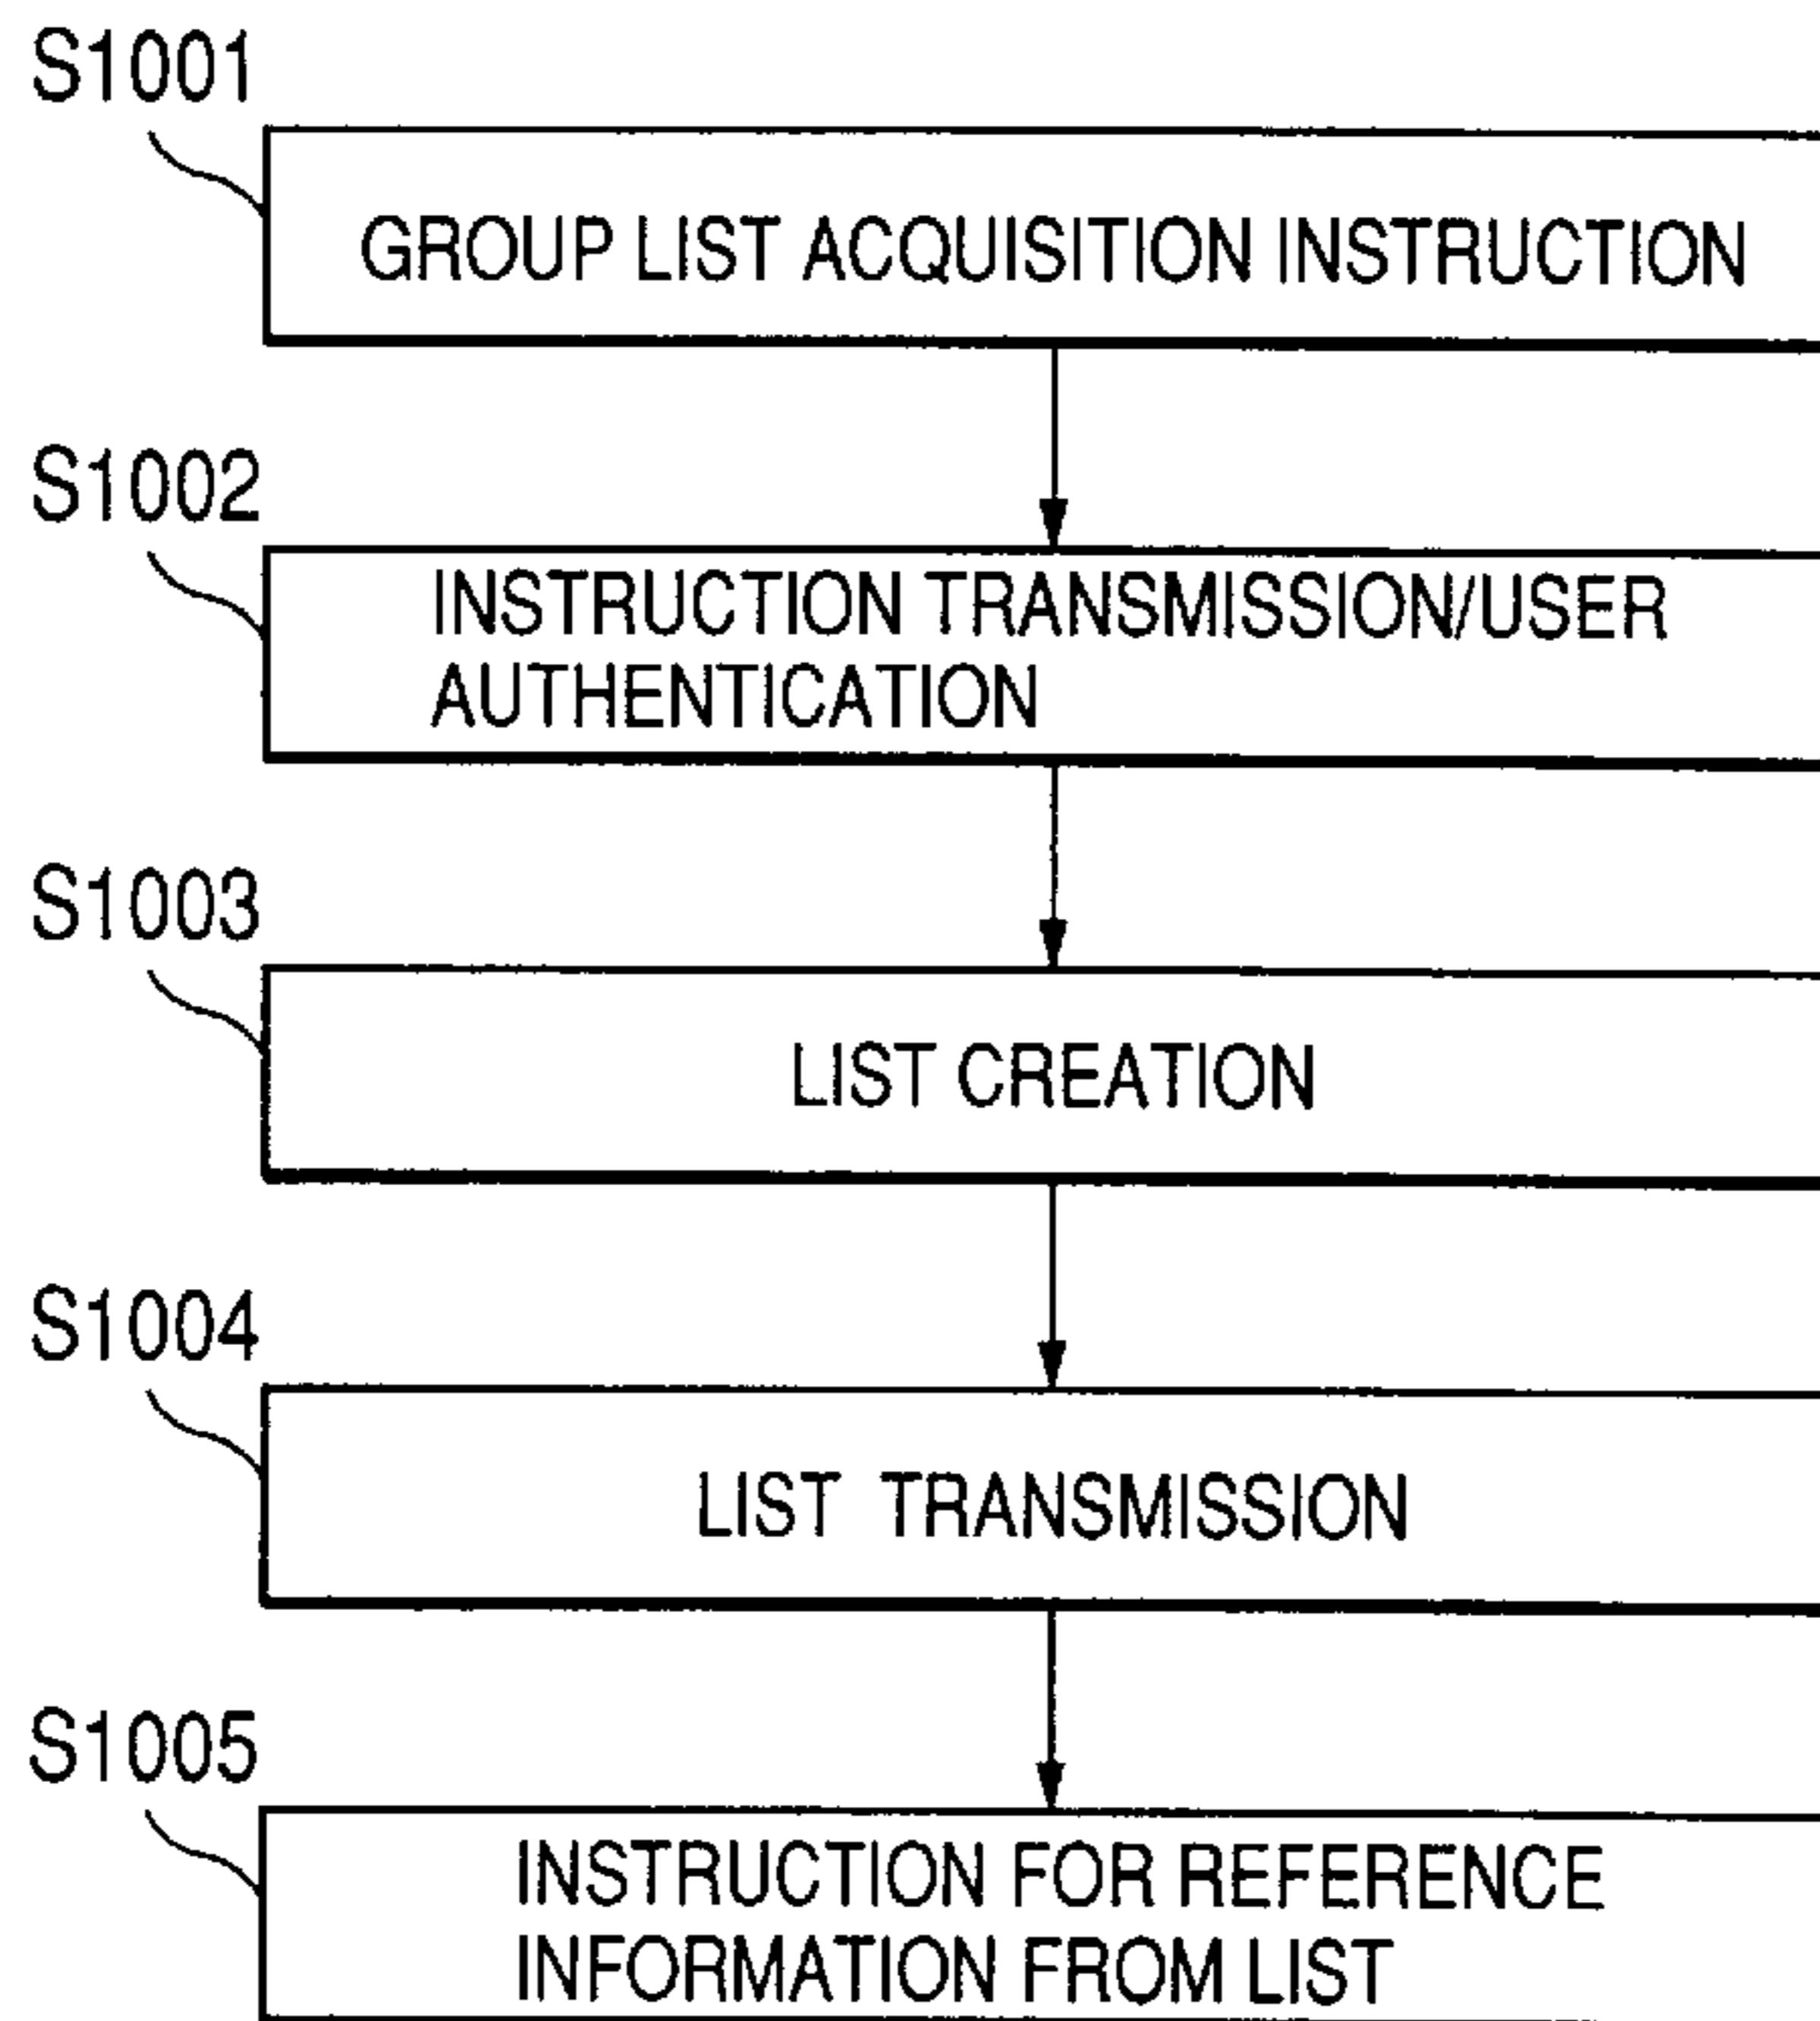 S1001
GROUP LIST ACQUISITION INSTRUCTION
S1002
INSTRUCTION TRANSMISSION/USER
AUTHENTICATION
S1003
LIST CREATION
S1004
LIST TRANSMISSION
S1005
INSTRUCTION FOR REFERENCE
INFORMATION FROM LIST